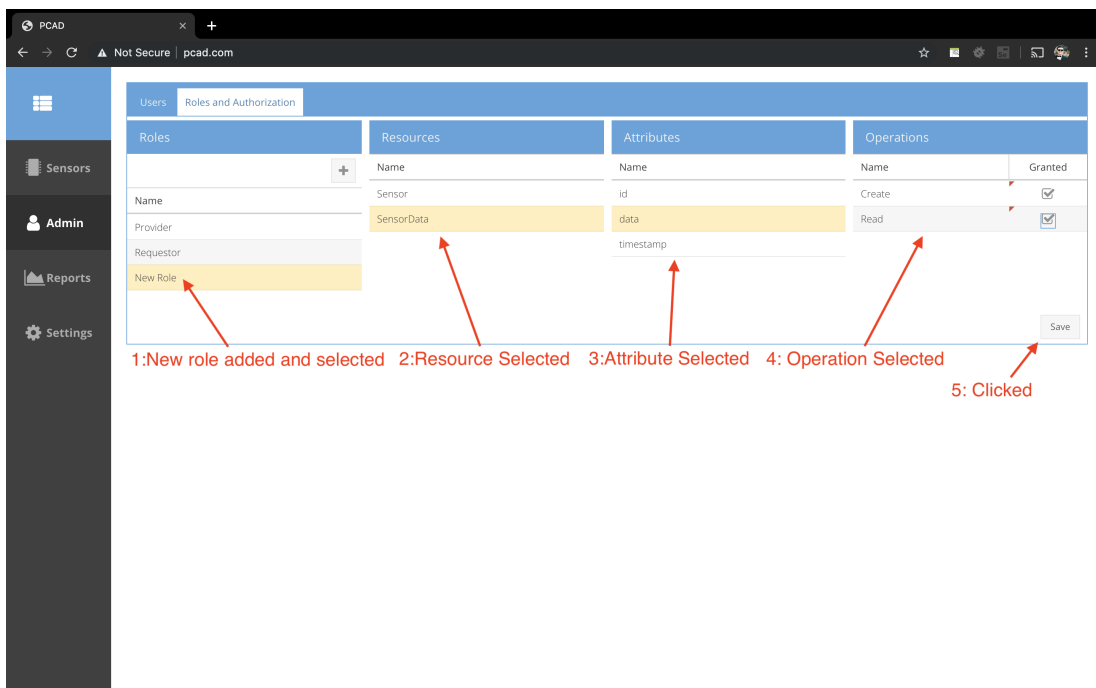 PCAD
Not Secure | pcad.com
Users Roles and Authorization
Roles Resources Attributes Operations
Name Name Name Granted
Sensor id Create
Name
SensorData data Read
Provider
timestamp
Requestor
New Role
Sensors
Admin
Reports
Settings
Save
1:New role added and selected 2:Resource Selected 3:Attribute Selected 4: Operation Selected
5: Clicked